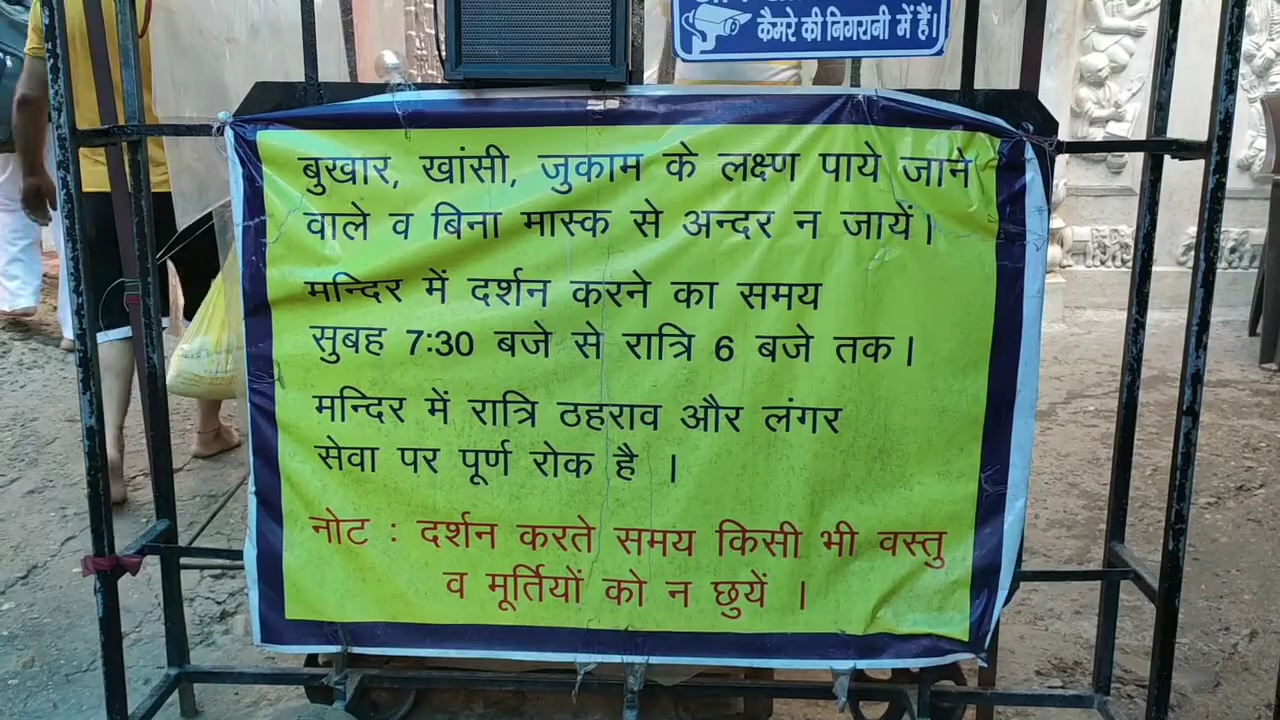 कैमरे की निगरानी में हैं।
बुखार, खांसी, जुकाम के लक्ष्ण पाये जाने
वाले व बिना मास्क से अन्दर न जायें।
मन्दिर में दर्शन करने का समय
सुबह 7:30 बजे से रात्रि 6 बजे तक।
मन्दिर में रात्रि ठहराव और लंगर
सेवा पर पूर्ण रोक है ।
नोट : दर्शन करते समय किसी भी वस्तु
व मूर्तियों को न छुयें ।